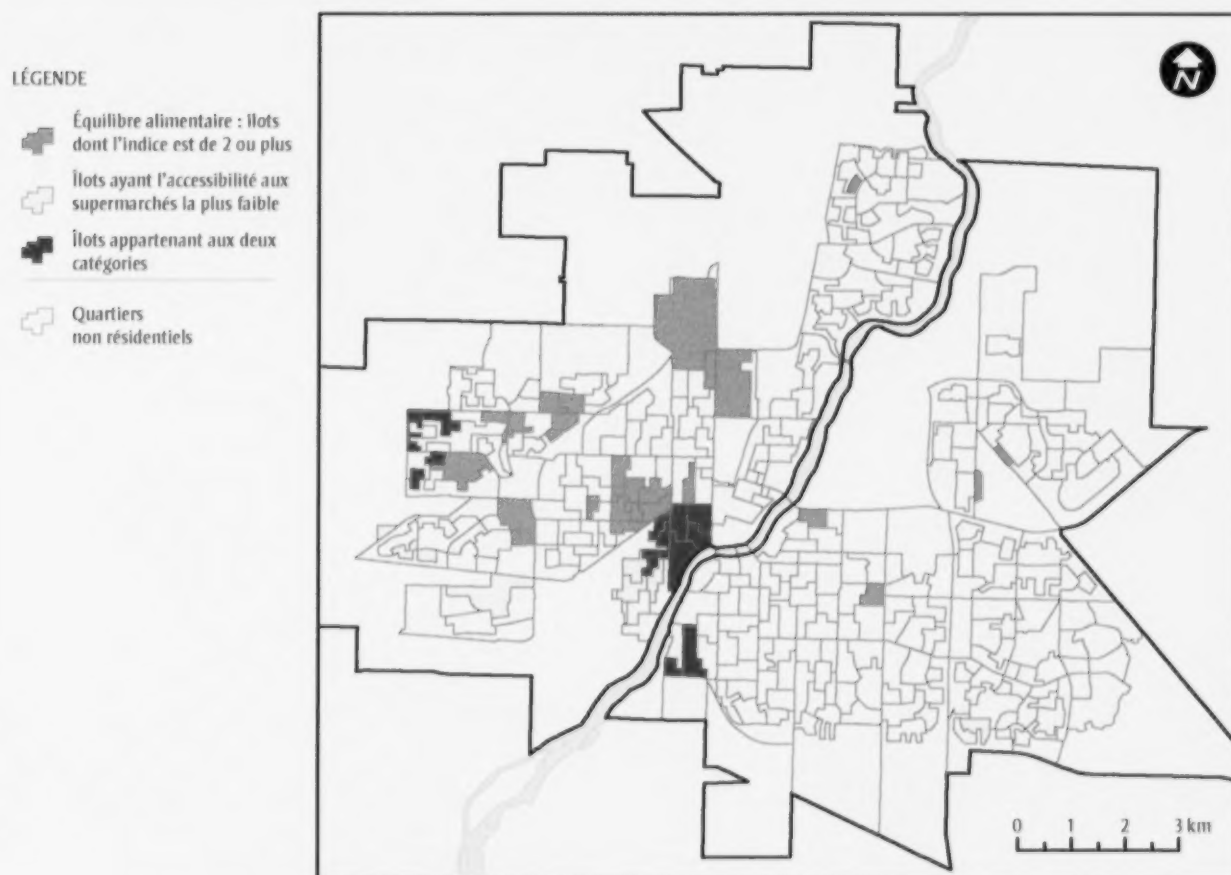 LÉGENDE
Équilibre alimentaire : îlots
dont l'indice est de 2 ou plus
Îlots ayant l'accessibilité aux
supermarchés la plus faible
Îlots appartenant aux deux
catégories
Quartiers
non résidentiels
N
0 1 2 3 km